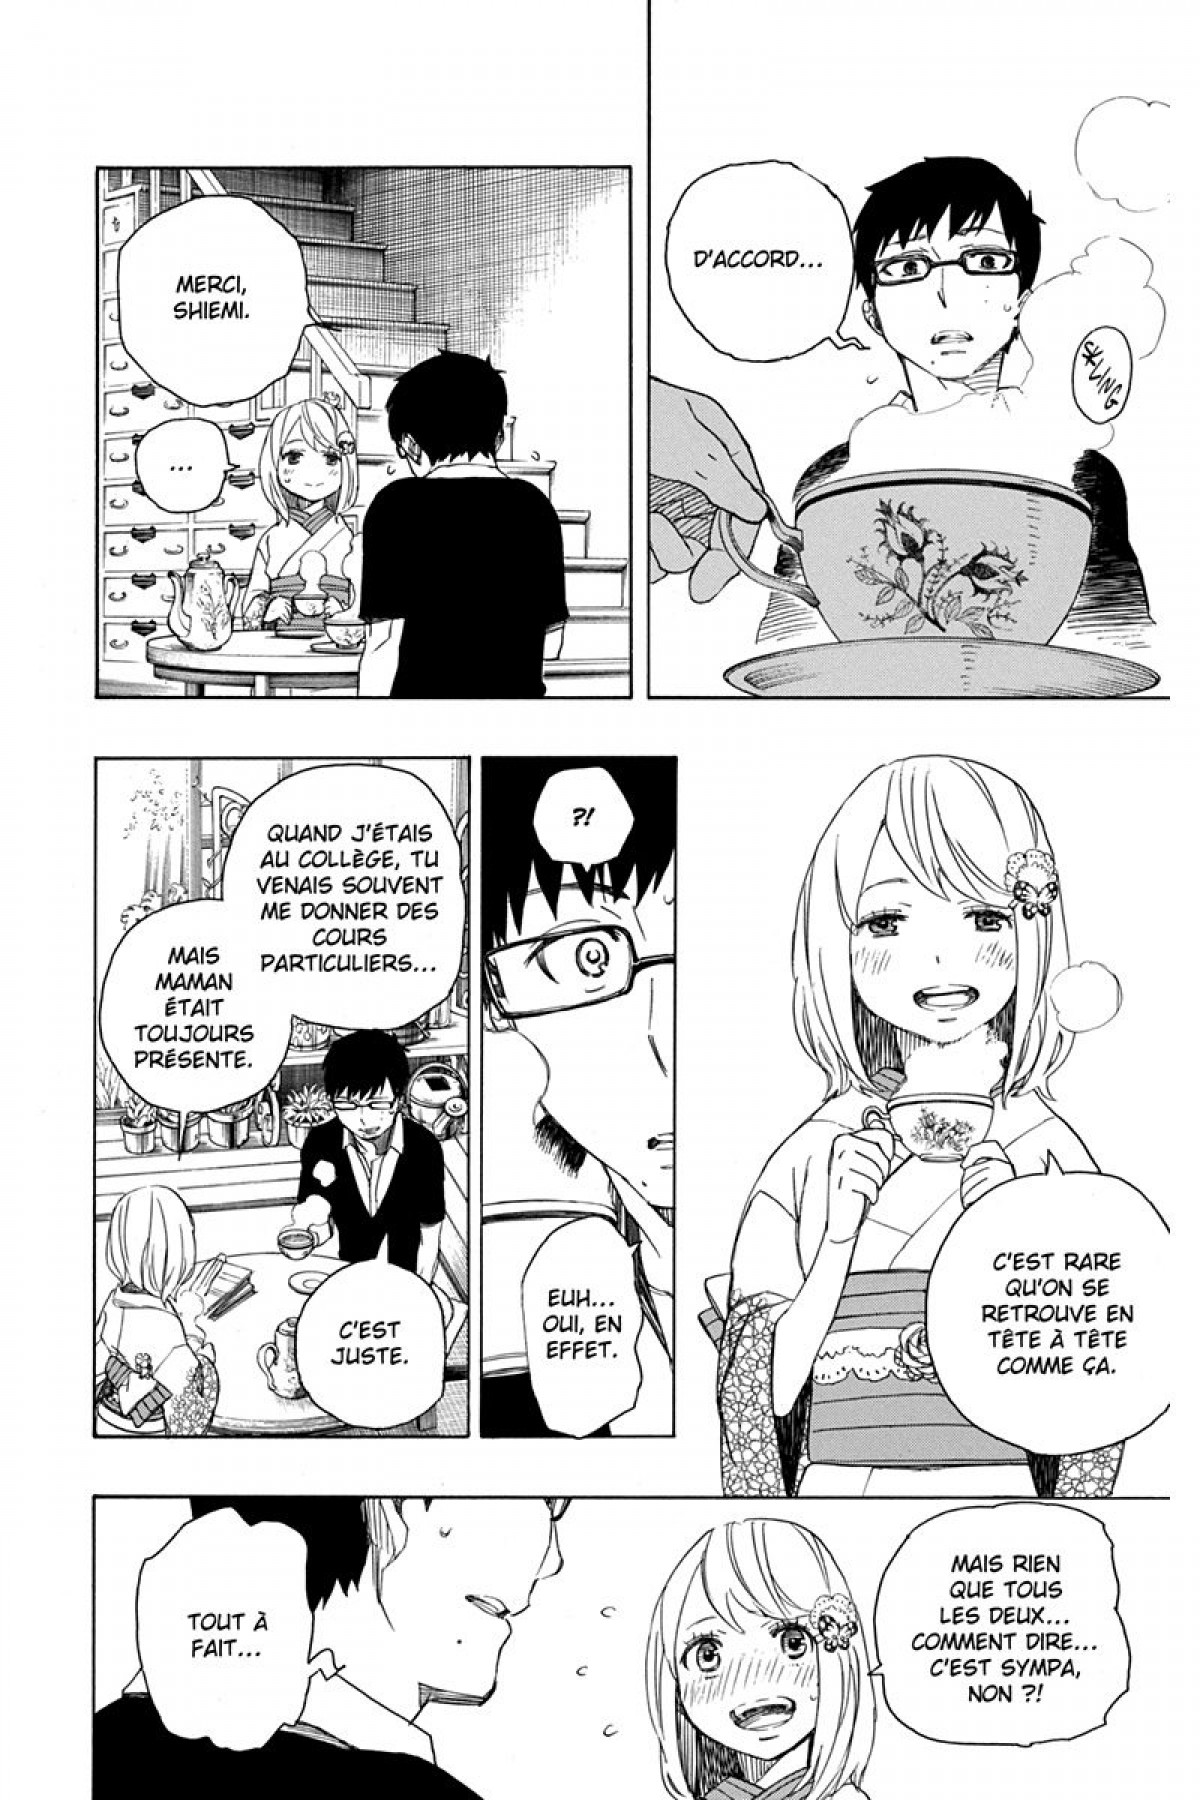 D'ACCORD...
SKLING
MERCI,
SHIEMI.
...
C'EST RARE
QU'ON SE
RETROUVE EN
TÊTE À TÊTE
COMME ÇA.
?!
EUH...
OUI, EN
EFFET.
QUAND J'ÉTAIS
AU COLLÈGE, TU
VENAIS SOUVENT
ME DONNER DES
COURS
PARTICULIERS...
MAIS
MAMAN
ÉTAIT
TOUJOURS
PRÉSENTE.
C'EST
JUSTE.
MAIS RIEN
QUE TOUS
LES DEUX...
COMMENT DIRE...
C'EST SYMPA,
NON ?!
TOUT À
FAIT...